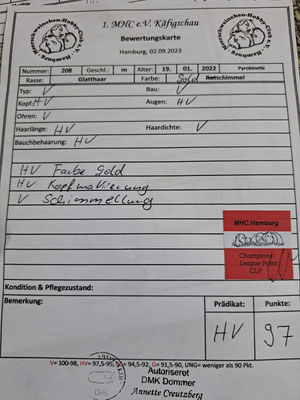 1. MHC e.V. Käfigschau
Bewertungskarte
Hamburg, 02.09.2023
Nummer: 208 Geschl.: m Alter: 19. 01. 2022 Pyrokinetic
Rasse: Glatthaar Farbe: Gold Rotschimmel
Typ: V Bau: V
Kopf: HV Augen: HV
Ohren: V
Haarlänge: HV Haardichte: V
Bauchbehaarung: HV
HV Farbe Gold
HV Kopfmarkierung
V Schimmellung
MHC.Hamburg
Champions
League Point
CLP
Kondition & Pflegezustand:
Bemerkung: Prädikat: Punkte:
HV 97
V= 100-98, HV= 97,5-95, 94,5-92, G= 91,5-90, UNG= weniger als 90 Pkt.
Autoriseret
DMK Dommer
Annette Creutzberg